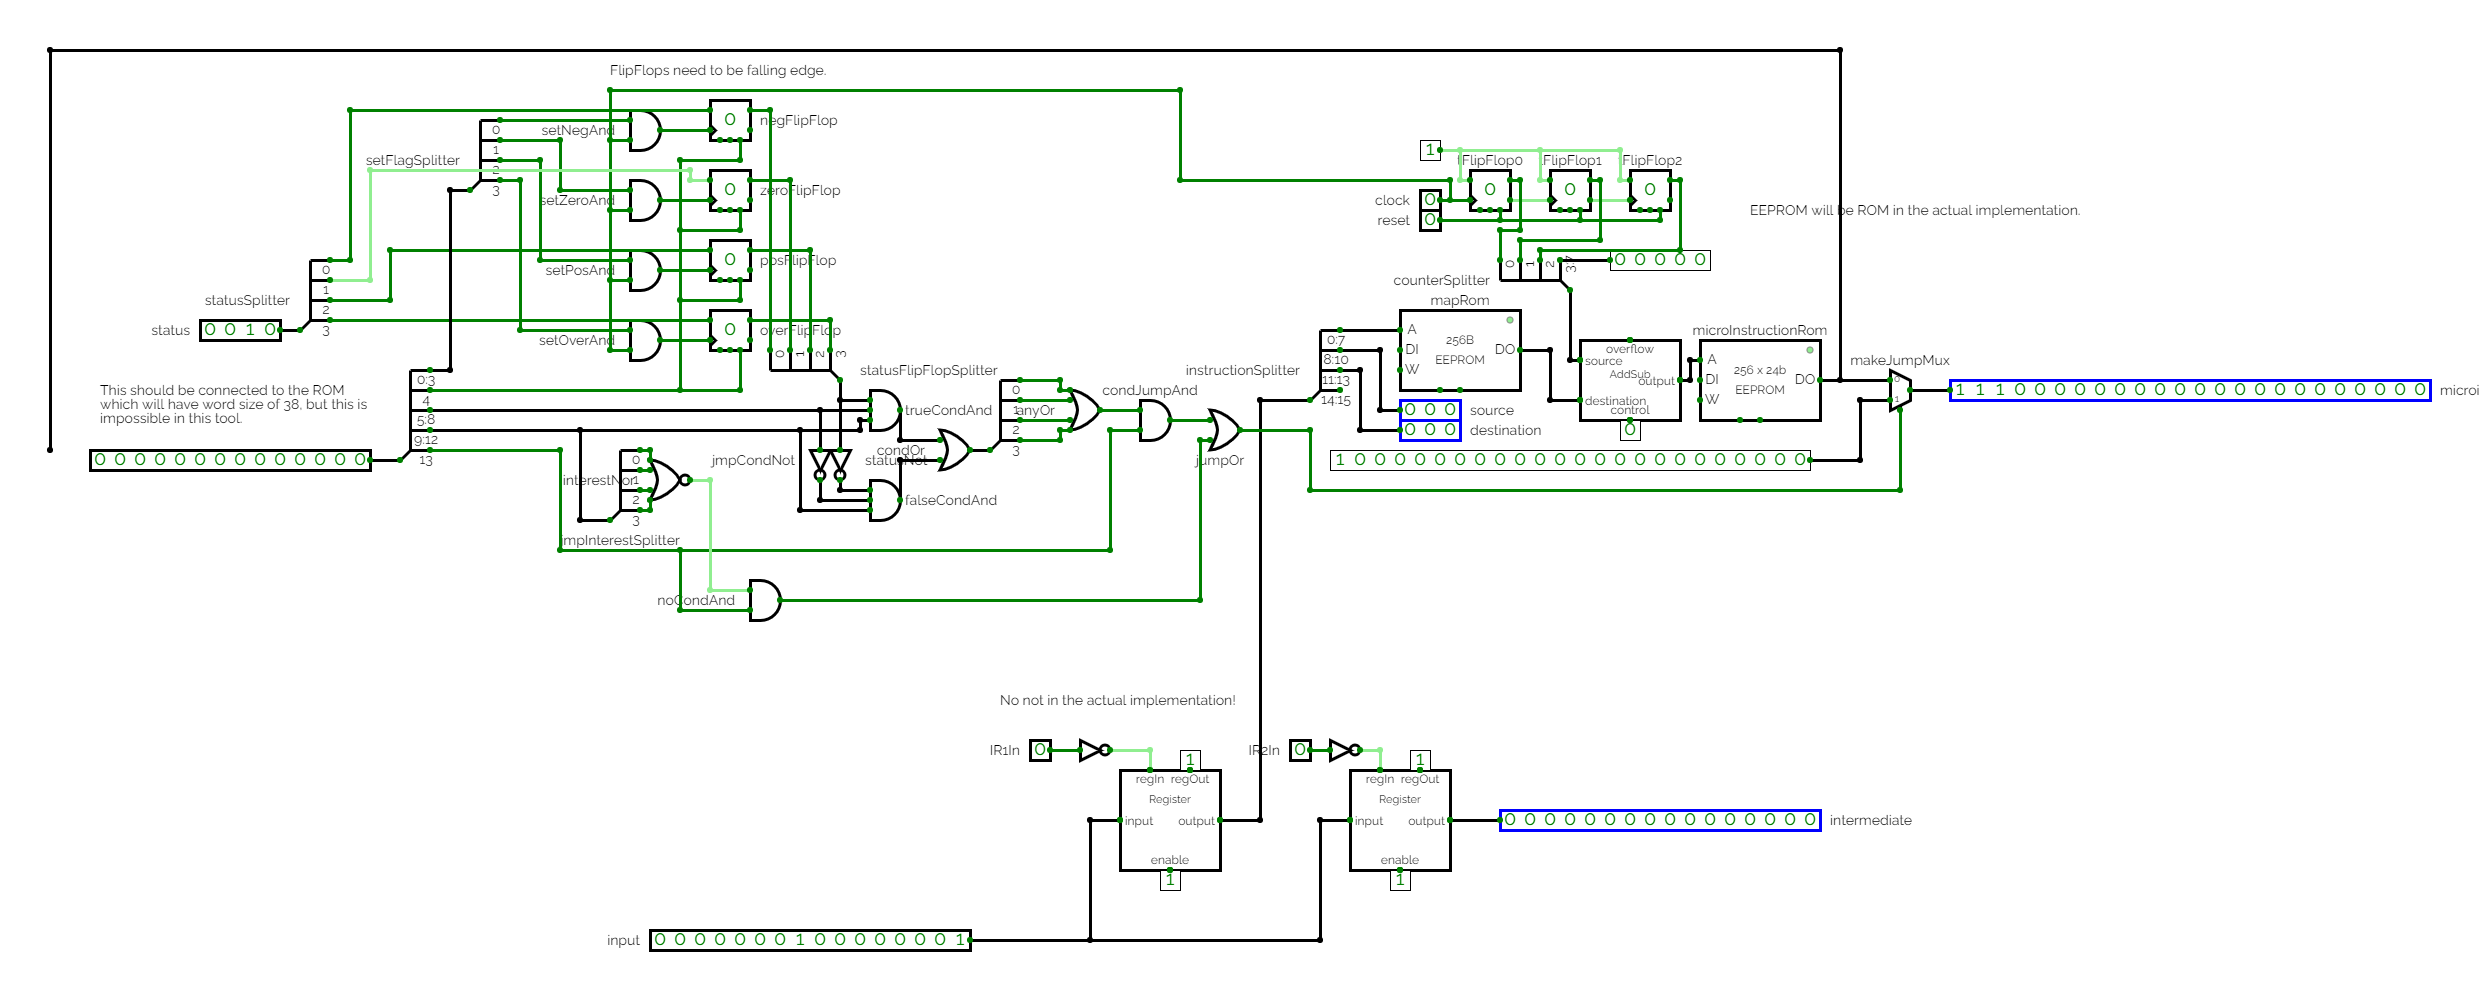 FlipFlops need to be falling edge.
0
negFlipFlop
setNegAnd
0
1
2
3
setFlagSplitter
1
FlipFlop0
FlipFlop1
FlipFlop2
0
zeroFlipFlop
setZeroAnd
clock
0
reset
0
0
0
0
EEPROM will be ROM in the actual implementation.
0
posFlipFlop
setPosAnd
0
1
2
3
statusSplitter
0
1
2
3:7
0 0 0 0 0
counterSplitter
mapRom
status
0 0 1 0
0
overFlipFlop
setOverAnd
0
1
2
3
A
DI
W
256B
EEPROM
DO
microInstructionRom
overflow
source
AddSub
output
destination
control
0
A
DI
W
256 x 24b
EEPROM
DO
makeJumpMux
0
1
1 1 1 0 0 0 0 0 0 0 0 0 0 0 0 0 0 0 0 0 0 0 0 0
microi
statusFlipFlopSplitter
instructionSplitter
0:7
8:10
11:13
14:15
0:3
4
5:8
9:12
13
This should be connected to the ROM
which will have word size of 38, but this is
impossible in this tool.
trueCondAnd
0
1
2
3
anyOr
condJumpAnd
0 0 0
source
0 0 0
destination
condOr
jumpOr
0 0 0 0 0 0 0 0 0 0 0 0 0 0
interestNor
0
1
2
3
jmpCondNot
statusNot
1 0 0 0 0 0 0 0 0 0 0 0 0 0 0 0 0 0 0 0 0 0 0 0
falseCondAnd
jmpInterestSplitter
noCondAnd
No not in the actual implementation!
IR1In
0
1
regIn regOut
Register
input
output
enable
1
IR2In
0
1
regIn regOut
Register
input
output
enable
1
0 0 0 0 0 0 0 0 0 0 0 0 0 0 0 0
intermediate
input
0 0 0 0 0 0 0 1 0 0 0 0 0 0 0 1